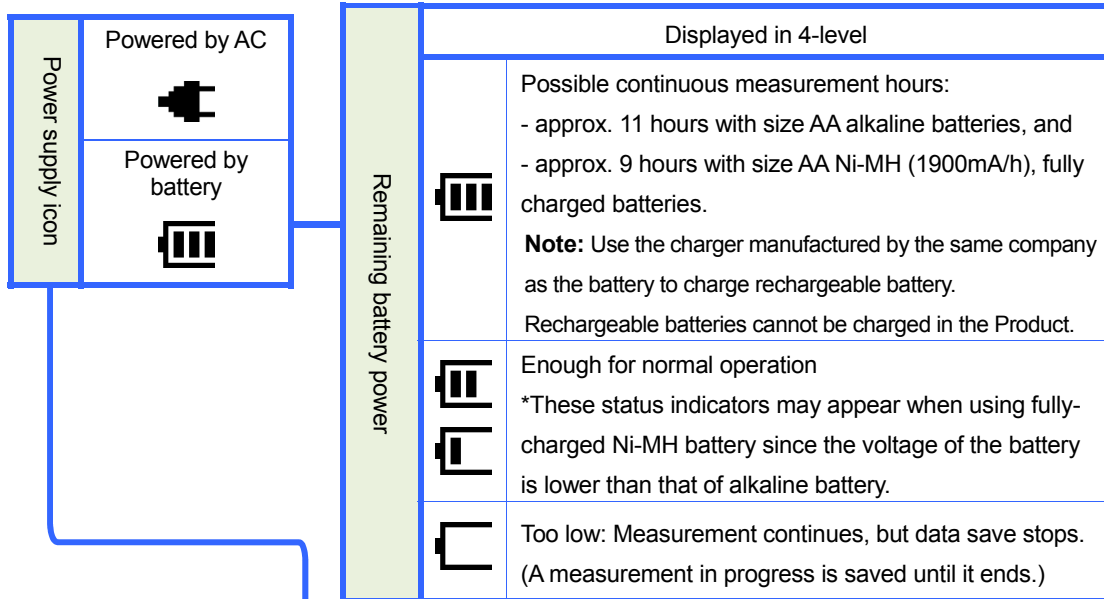 Power supply icon
Powered by AC
Powered by
battery
Remaining battery power
Displayed in 4-level
Possible continuous measurement hours:
- approx. 11 hours with size AA alkaline batteries, and
- approx. 9 hours with size AA Ni-MH (1900mA/h), fully
charged batteries.
Note: Use the charger manufactured by the same company
as the battery to charge rechargeable battery.
Rechargeable batteries cannot be charged in the Product.
Enough for normal operation
*These status indicators may appear when using fully-
charged Ni-MH battery since the voltage of the battery
is lower than that of alkaline battery.
Too low: Measurement continues, but data save stops.
(A measurement in progress is saved until it ends.)